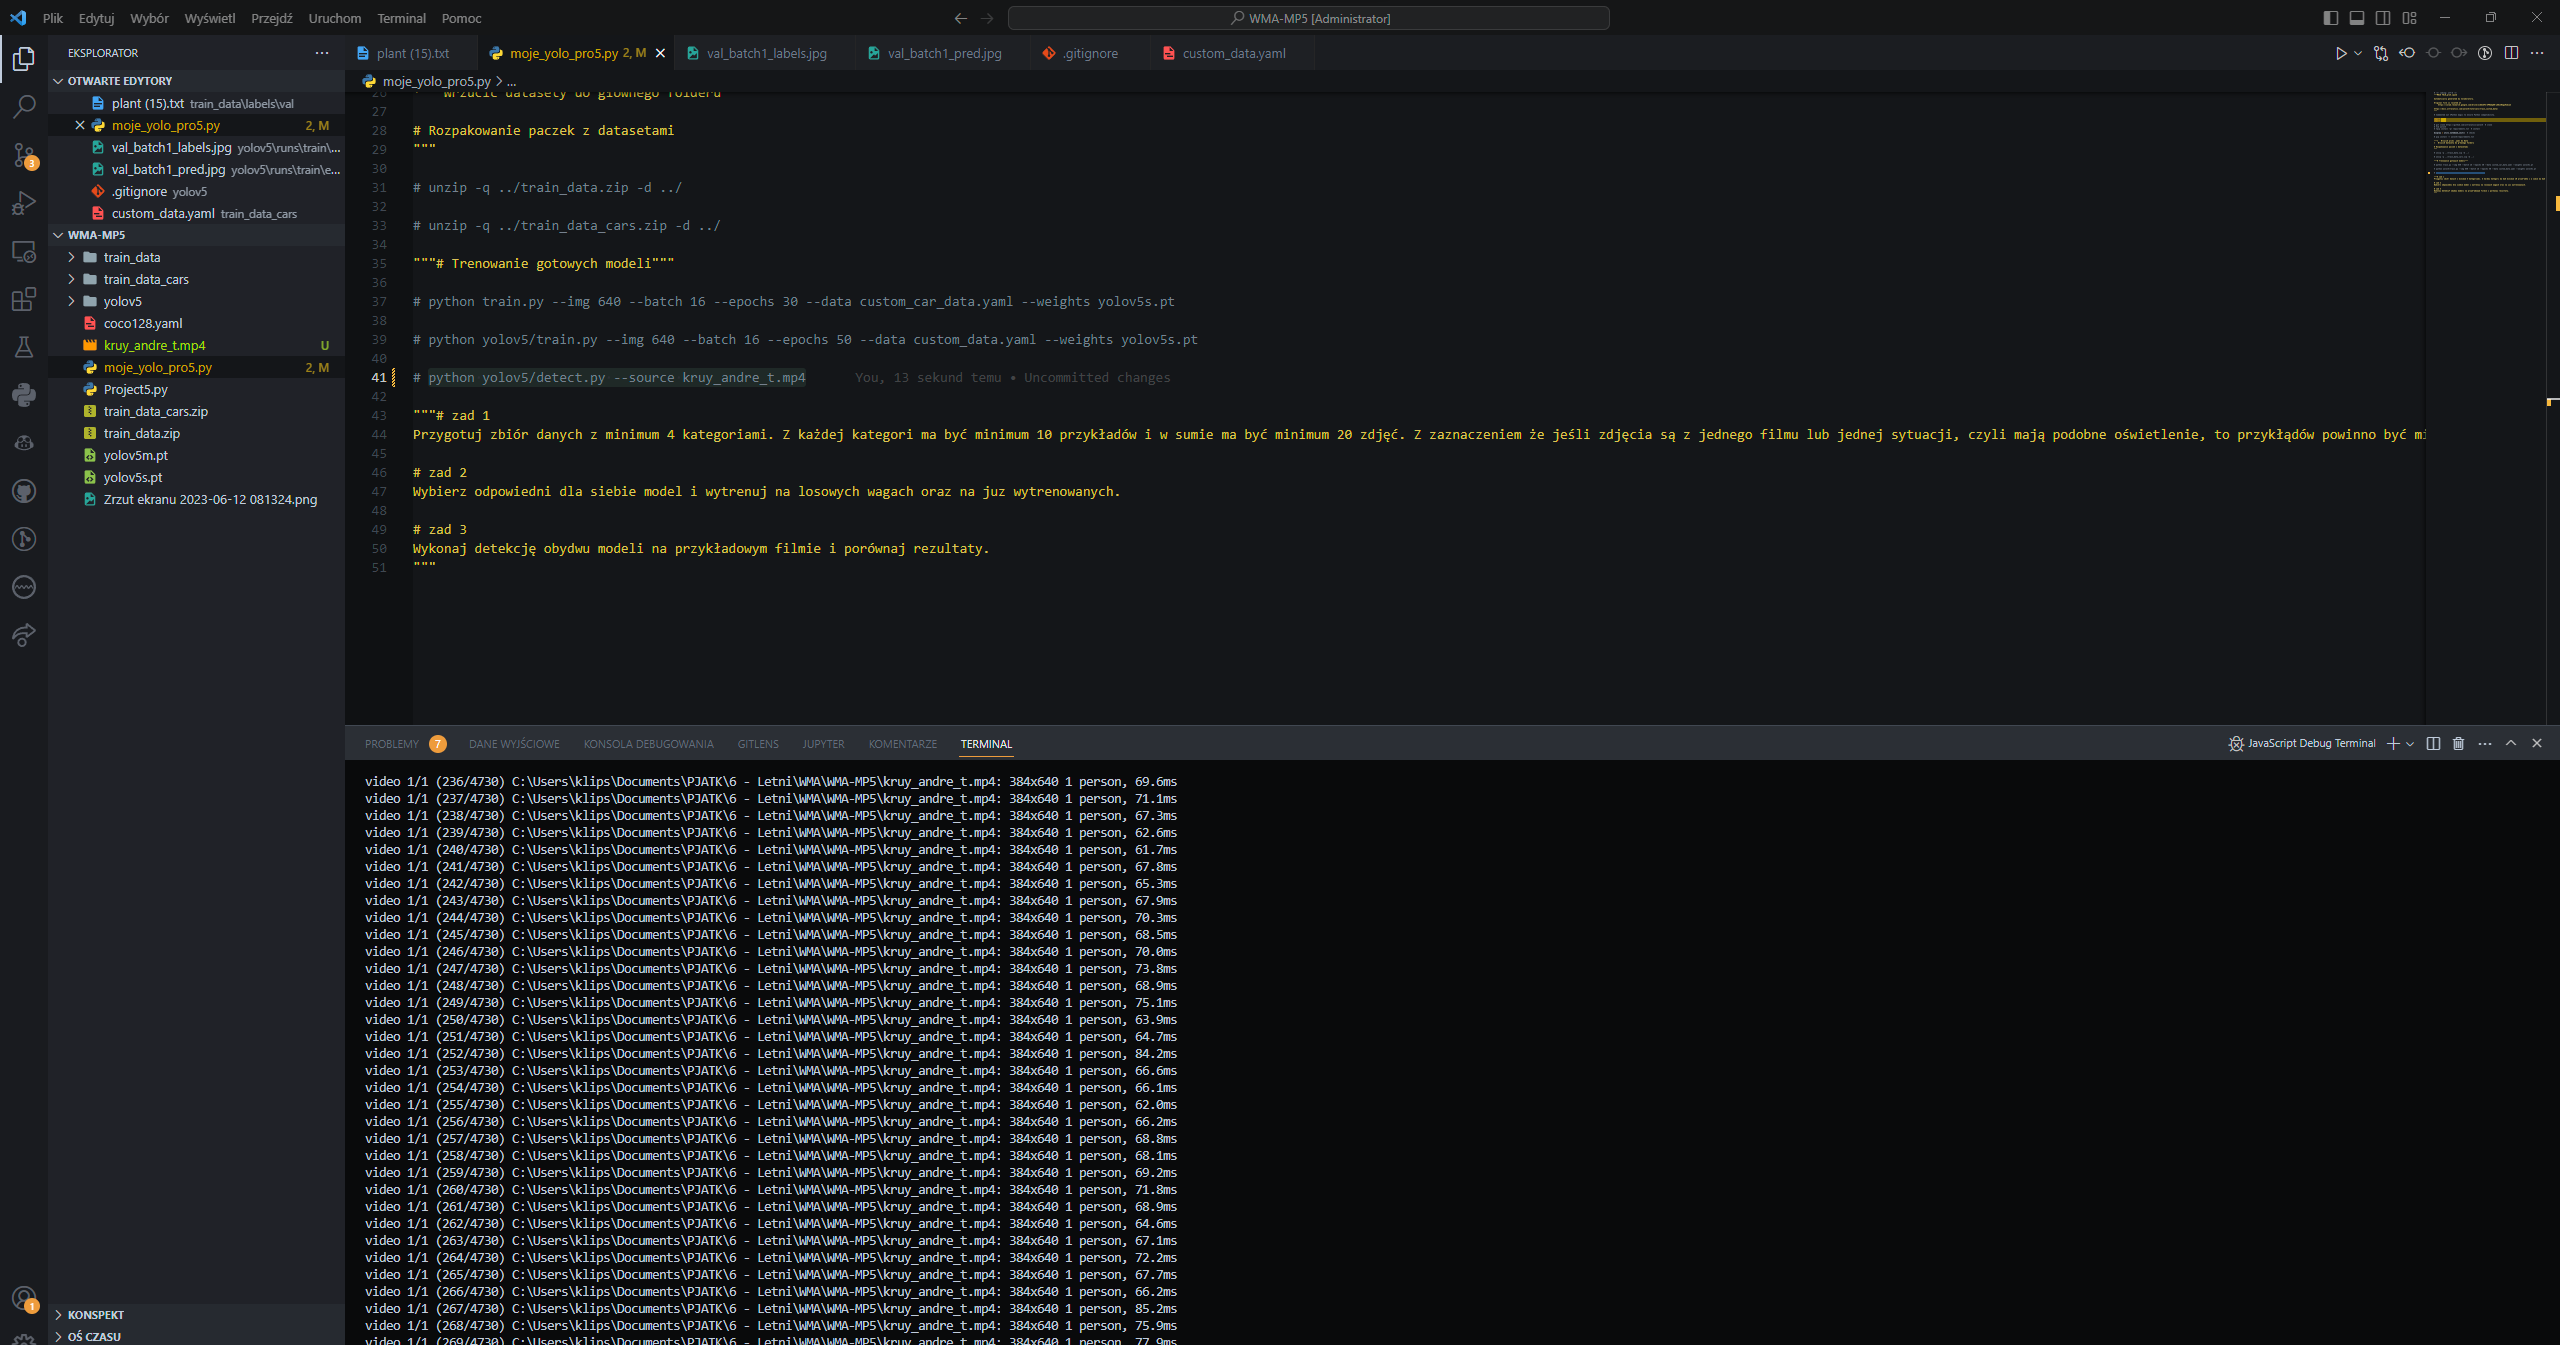 Plik Edytuj Wybór Wyświetl Przejdź Uruchom Terminal Pomoc
WMA-MP5 [Administrator]
EKSPLORATOR
OTWARTE EDYTORY
plant (15).txt train_data\labels\val
moje_yolo_pro5.py 2, M
val_batch1_labels.jpg yolov5\runs\train\...
val_batch1_pred.jpg yolov5\runs\train\e...
.gitignore yolov5
custom_data.yaml train_data_cars
WMA-MP5
train_data
train_data_cars
yolov5
coco128.yaml
kruy_andre_t.mp4 U
moje_yolo_pro5.py 2, M
Project5.py
train_data_cars.zip
train_data.zip
yolov5m.pt
yolov5s.pt
Zrzut ekranu 2023-06-12 081324.png
KONSPEKT
OŚ CZASU
3
1
plant (15).txt moje_yolo_pro5.py 2, M val_batch1_labels.jpg val_batch1_pred.jpg .gitignore custom_data.yaml
moje_yolo_pro5.py > ...
26 wrzucić datasety do głównego folderu
27
28 # Rozpakowanie paczek z datasetami
29 """
30
31 # unzip -q ../train_data.zip -d ../
32
33 # unzip -q ../train_data_cars.zip -d ../
34
35 """# Trenowanie gotowych modeli"""
36
37 # python train.py --img 640 --batch 16 --epochs 30 --data custom_car_data.yaml --weights yolov5s.pt
38
39 # python yolov5/train.py --img 640 --batch 16 --epochs 50 --data custom_data.yaml --weights yolov5s.pt
40
41 # python yolov5/detect.py --source kruy_andre_t.mp4 You, 13 sekund temu • Uncommitted changes
42
43 """# zad 1
44 Przygotuj zbiór danych z minimum 4 kategoriami. Z każdej kategori ma być minimum 10 przykładów i w sumie ma być minimum 20 zdjęć. Z zaznaczeniem że jeśli zdjęcia są z jednego filmu lub jednej sytuacji, czyli mają podobne oświetlenie, to przykłądów powinno być mi
45
46 # zad 2
47 Wybierz odpowiedni dla siebie model i wytrenuj na losowych wagach oraz na juz wytrenowanych.
48
49 # zad 3
50 Wykonaj detekcję obydwu modeli na przykładowym filmie i porównaj rezultaty.
51 """
PROBLEMY 7 DANE WYJŚCIOWE KONSOLA DEBUGOWANIA GITLENS JUPYTER KOMENTARZE TERMINAL
JavaScript Debug Terminal
video 1/1 (236/4730) C:\Users\klips\Documents\PJATK\6 - Letni\WMA\WMA-MP5\kruy_andre_t.mp4: 384x640 1 person, 69.6ms
video 1/1 (237/4730) C:\Users\klips\Documents\PJATK\6 - Letni\WMA\WMA-MP5\kruy_andre_t.mp4: 384x640 1 person, 71.1ms
video 1/1 (238/4730) C:\Users\klips\Documents\PJATK\6 - Letni\WMA\WMA-MP5\kruy_andre_t.mp4: 384x640 1 person, 67.3ms
video 1/1 (239/4730) C:\Users\klips\Documents\PJATK\6 - Letni\WMA\WMA-MP5\kruy_andre_t.mp4: 384x640 1 person, 62.6ms
video 1/1 (240/4730) C:\Users\klips\Documents\PJATK\6 - Letni\WMA\WMA-MP5\kruy_andre_t.mp4: 384x640 1 person, 61.7ms
video 1/1 (241/4730) C:\Users\klips\Documents\PJATK\6 - Letni\WMA\WMA-MP5\kruy_andre_t.mp4: 384x640 1 person, 67.8ms
video 1/1 (242/4730) C:\Users\klips\Documents\PJATK\6 - Letni\WMA\WMA-MP5\kruy_andre_t.mp4: 384x640 1 person, 65.3ms
video 1/1 (243/4730) C:\Users\klips\Documents\PJATK\6 - Letni\WMA\WMA-MP5\kruy_andre_t.mp4: 384x640 1 person, 67.9ms
video 1/1 (244/4730) C:\Users\klips\Documents\PJATK\6 - Letni\WMA\WMA-MP5\kruy_andre_t.mp4: 384x640 1 person, 70.3ms
video 1/1 (245/4730) C:\Users\klips\Documents\PJATK\6 - Letni\WMA\WMA-MP5\kruy_andre_t.mp4: 384x640 1 person, 68.5ms
video 1/1 (246/4730) C:\Users\klips\Documents\PJATK\6 - Letni\WMA\WMA-MP5\kruy_andre_t.mp4: 384x640 1 person, 70.0ms
video 1/1 (247/4730) C:\Users\klips\Documents\PJATK\6 - Letni\WMA\WMA-MP5\kruy_andre_t.mp4: 384x640 1 person, 73.8ms
video 1/1 (248/4730) C:\Users\klips\Documents\PJATK\6 - Letni\WMA\WMA-MP5\kruy_andre_t.mp4: 384x640 1 person, 68.9ms
video 1/1 (249/4730) C:\Users\klips\Documents\PJATK\6 - Letni\WMA\WMA-MP5\kruy_andre_t.mp4: 384x640 1 person, 75.1ms
video 1/1 (250/4730) C:\Users\klips\Documents\PJATK\6 - Letni\WMA\WMA-MP5\kruy_andre_t.mp4: 384x640 1 person, 63.9ms
video 1/1 (251/4730) C:\Users\klips\Documents\PJATK\6 - Letni\WMA\WMA-MP5\kruy_andre_t.mp4: 384x640 1 person, 64.7ms
video 1/1 (252/4730) C:\Users\klips\Documents\PJATK\6 - Letni\WMA\WMA-MP5\kruy_andre_t.mp4: 384x640 1 person, 84.2ms
video 1/1 (253/4730) C:\Users\klips\Documents\PJATK\6 - Letni\WMA\WMA-MP5\kruy_andre_t.mp4: 384x640 1 person, 66.6ms
video 1/1 (254/4730) C:\Users\klips\Documents\PJATK\6 - Letni\WMA\WMA-MP5\kruy_andre_t.mp4: 384x640 1 person, 66.1ms
video 1/1 (255/4730) C:\Users\klips\Documents\PJATK\6 - Letni\WMA\WMA-MP5\kruy_andre_t.mp4: 384x640 1 person, 62.0ms
video 1/1 (256/4730) C:\Users\klips\Documents\PJATK\6 - Letni\WMA\WMA-MP5\kruy_andre_t.mp4: 384x640 1 person, 66.2ms
video 1/1 (257/4730) C:\Users\klips\Documents\PJATK\6 - Letni\WMA\WMA-MP5\kruy_andre_t.mp4: 384x640 1 person, 68.8ms
video 1/1 (258/4730) C:\Users\klips\Documents\PJATK\6 - Letni\WMA\WMA-MP5\kruy_andre_t.mp4: 384x640 1 person, 68.1ms
video 1/1 (259/4730) C:\Users\klips\Documents\PJATK\6 - Letni\WMA\WMA-MP5\kruy_andre_t.mp4: 384x640 1 person, 69.2ms
video 1/1 (260/4730) C:\Users\klips\Documents\PJATK\6 - Letni\WMA\WMA-MP5\kruy_andre_t.mp4: 384x640 1 person, 71.8ms
video 1/1 (261/4730) C:\Users\klips\Documents\PJATK\6 - Letni\WMA\WMA-MP5\kruy_andre_t.mp4: 384x640 1 person, 68.9ms
video 1/1 (262/4730) C:\Users\klips\Documents\PJATK\6 - Letni\WMA\WMA-MP5\kruy_andre_t.mp4: 384x640 1 person, 64.6ms
video 1/1 (263/4730) C:\Users\klips\Documents\PJATK\6 - Letni\WMA\WMA-MP5\kruy_andre_t.mp4: 384x640 1 person, 67.1ms
video 1/1 (264/4730) C:\Users\klips\Documents\PJATK\6 - Letni\WMA\WMA-MP5\kruy_andre_t.mp4: 384x640 1 person, 72.2ms
video 1/1 (265/4730) C:\Users\klips\Documents\PJATK\6 - Letni\WMA\WMA-MP5\kruy_andre_t.mp4: 384x640 1 person, 67.7ms
video 1/1 (266/4730) C:\Users\klips\Documents\PJATK\6 - Letni\WMA\WMA-MP5\kruy_andre_t.mp4: 384x640 1 person, 66.2ms
video 1/1 (267/4730) C:\Users\klips\Documents\PJATK\6 - Letni\WMA\WMA-MP5\kruy_andre_t.mp4: 384x640 1 person, 85.2ms
video 1/1 (268/4730) C:\Users\klips\Documents\PJATK\6 - Letni\WMA\WMA-MP5\kruy_andre_t.mp4: 384x640 1 person, 75.9ms
video 1/1 (269/4730) C:\Users\klips\Documents\PJATK\6 - Letni\WMA\WMA-MP5\kruy_andre_t.mp4: 384x640 1 person, 77.9ms